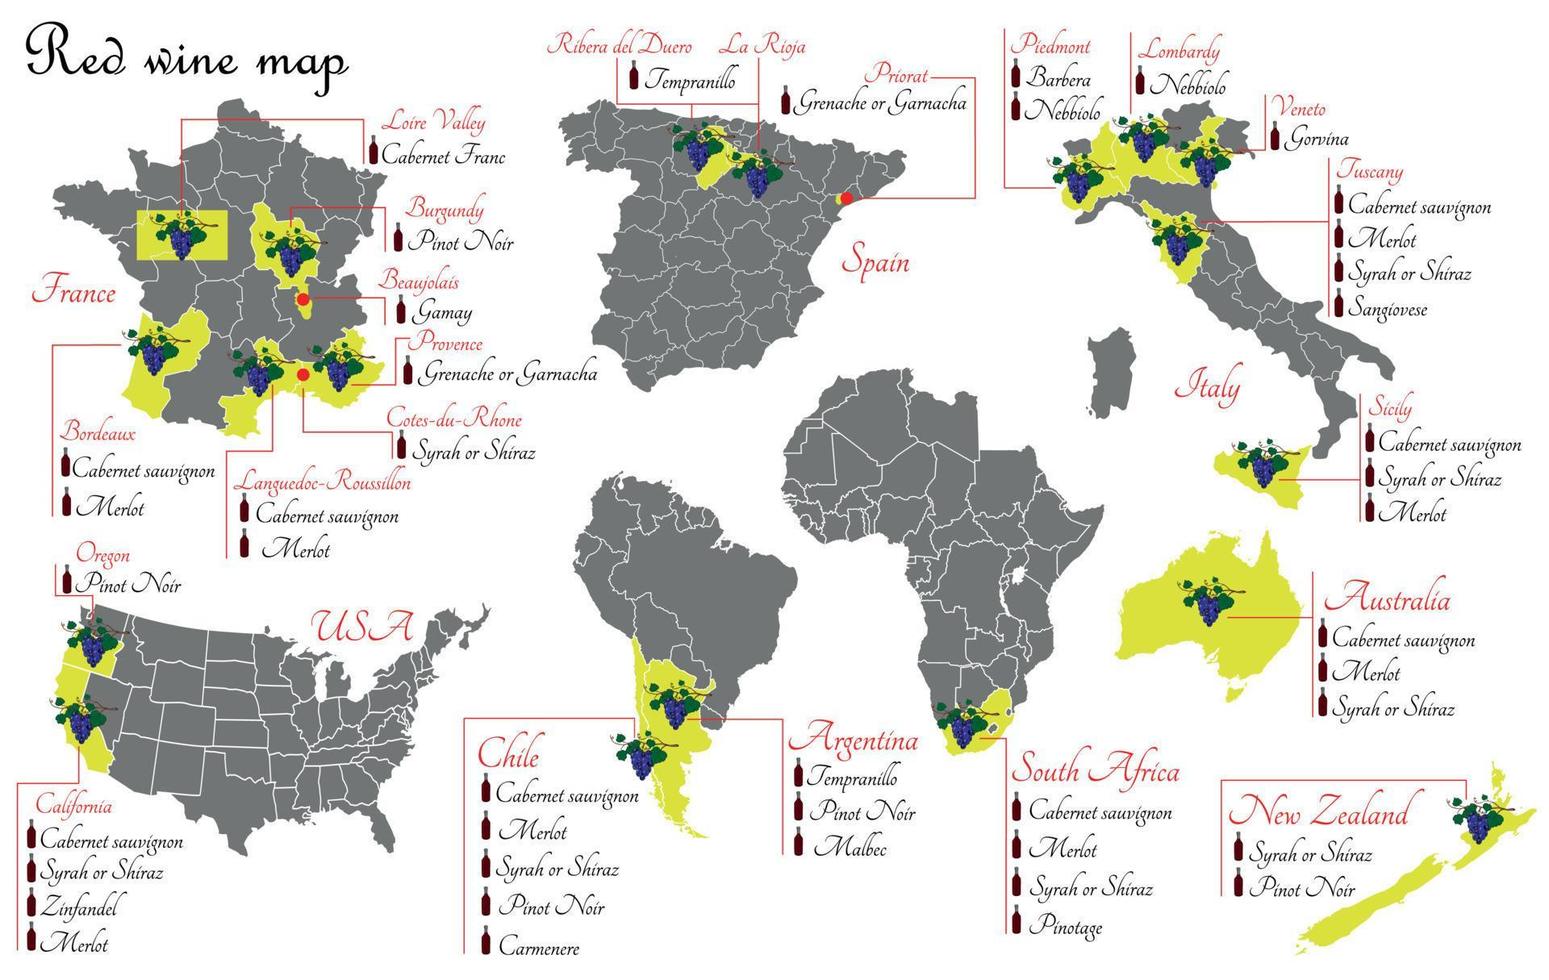 Red wine map
Loire Valley
Cabernet Franc
Burgundy
Pinot Noir
Beaujolais
Gamay
Provence
Grenache or Garnacha
Cotes-du-Rhone
Syrah or Shiraz
France
Bordeaux
Cabernet sauvignon
Merlot
Languedoc-Roussillon
Cabernet sauvignon
Merlot
Ribera del Duero
La Rioja
Tempranillo
Priorat
Grenache or Garnacha
Spain
Piedmont
Barbera
Nebbiolo
Lombardy
Nebbiolo
Veneto
Gorvina
Tuscany
Cabernet sauvignon
Merlot
Syrah or Shiraz
Sangiovese
Italy
Sicily
Cabernet sauvignon
Syrah or Shiraz
Merlot
Oregon
Pinot Noir
USA
California
Cabernet sauvignon
Syrah or Shiraz
Zinfandel
Merlot
Chile
Cabernet sauvignon
Merlot
Syrah or Shiraz
Pinot Noir
Carmenere
Argentina
Tempranillo
Pinot Noir
Malbec
South Africa
Cabernet sauvignon
Merlot
Syrah or Shiraz
Pinotage
Australia
Cabernet sauvignon
Merlot
Syrah or Shiraz
New Zealand
Syrah or Shiraz
Pinot Noir